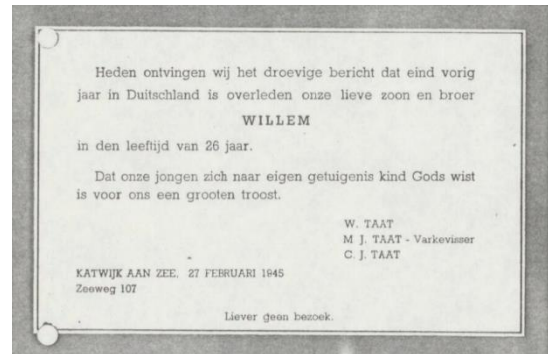 Heden ontvingen wij het droevige bericht dat eind vorig
jaar in Duitschland is overleden onze lieve zoon en broer
WILLEM
in den leeftijd van 26 jaar.
Dat onze jongen zich naar eigen getuigenis kind Gods wist
is voor ons een grooten troost.
W. TAAT
M J. TAAT - Varkevisser
C. J. TAAT
KATWIJK AAN ZEE, 27 FEBRUARI 1945
Zeeweg 107
Liever geen bezoek.